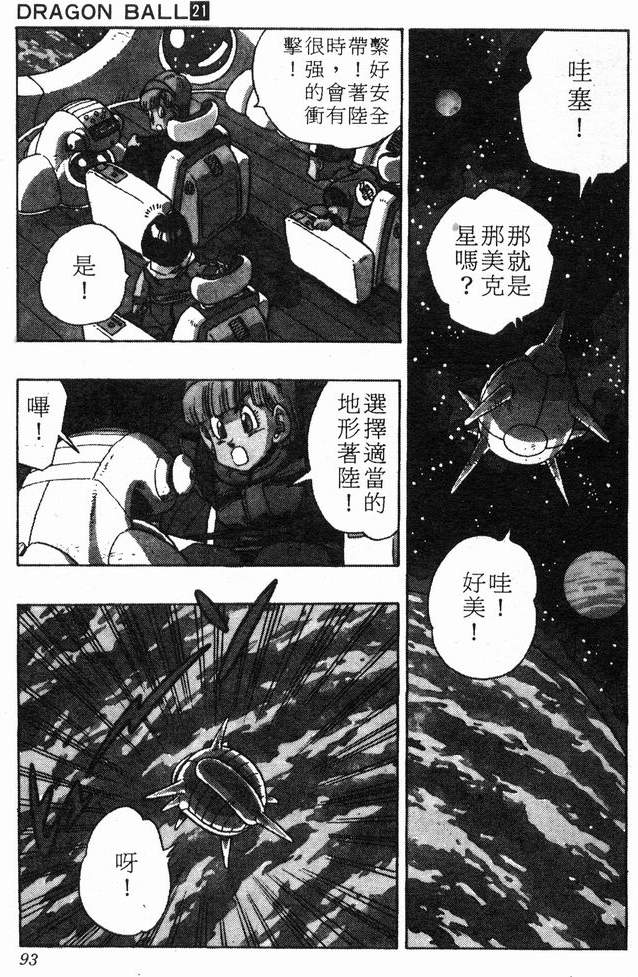 DRAGON BALL 21
哇塞！
那就是
那美克
星嗎？
哇！
好美！
繫好安全
帶！著陸
時，會有
很强的衝
擊！
是！
選擇適當的
地形著陸！
嗶！
呀！
93